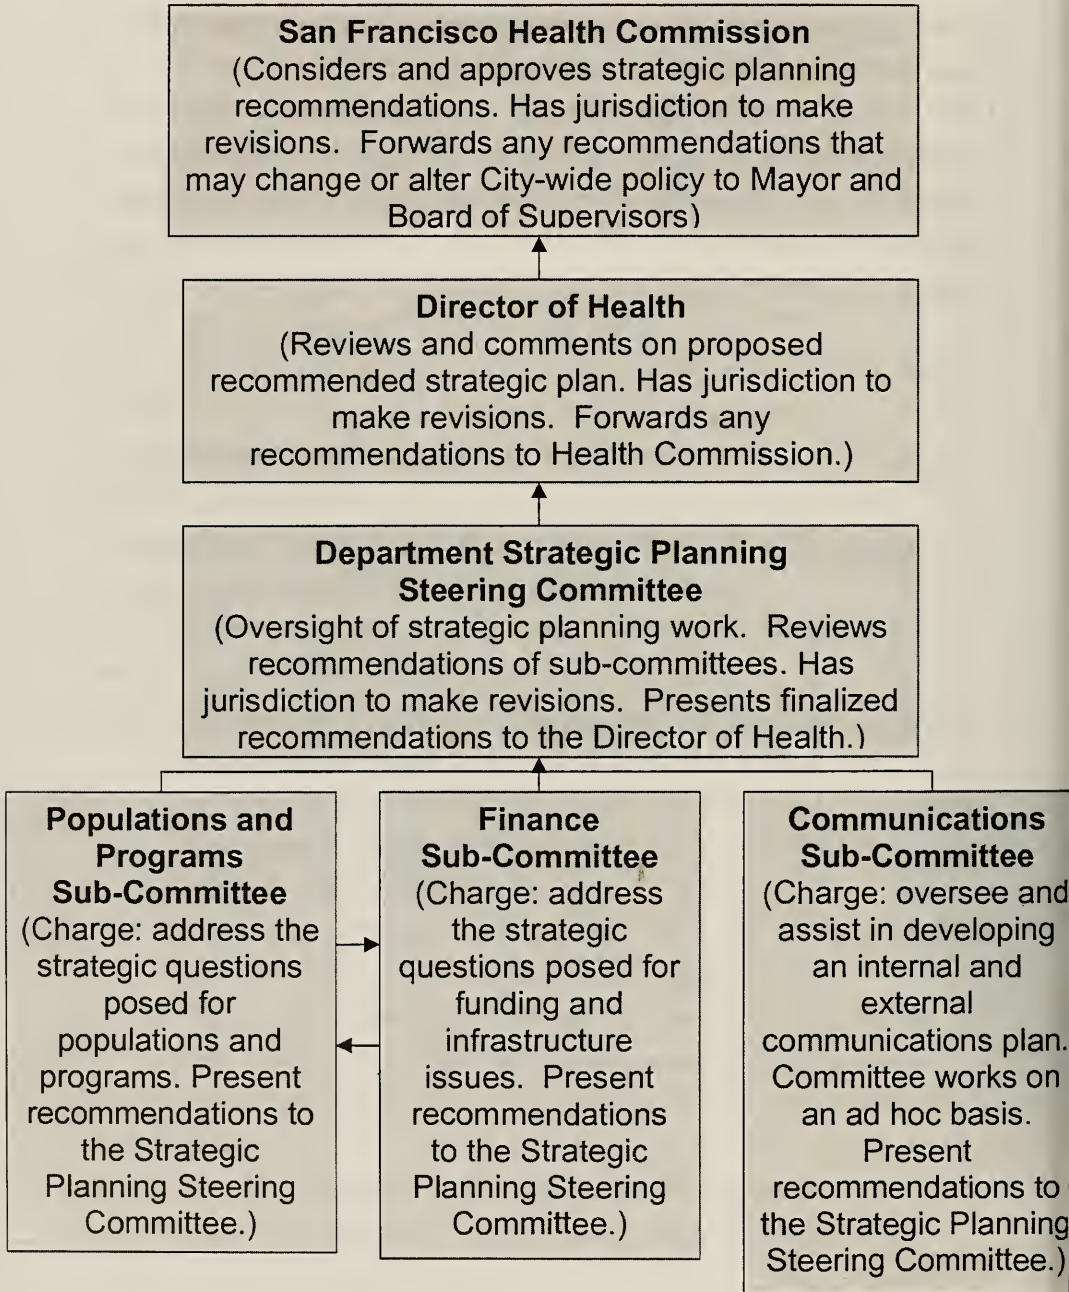 San Francisco Health Commission
(Considers and approves strategic planning
recommendations. Has jurisdiction to make
revisions. Forwards any recommendations that
may change or alter City-wide policy to Mayor and
Board of Supervisors)
Director of Health
(Reviews and comments on proposed
recommended strategic plan. Has jurisdiction to
make revisions. Forwards any
recommendations to Health Commission.)
Department Strategic Planning
Steering Committee
(Oversight of strategic planning work. Reviews
recommendations of sub-committees. Has
jurisdiction to make revisions. Presents finalized
recommendations to the Director of Health.)
Populations and
Programs
Sub-Committee
(Charge: address the
strategic questions
posed for
populations and
programs. Present
recommendations to
the Strategic
Planning Steering
Committee.)
Finance
Sub-Committee
(Charge: address
the strategic
questions posed for
funding and
infrastructure
issues. Present
recommendations
to the Strategic
Planning Steering
Committee.)
Communications
Sub-Committee
(Charge: oversee and
assist in developing
an internal and
external
communications plan.
Committee works on
an ad hoc basis.
Present
recommendations to
the Strategic Planning
Steering Committee.)